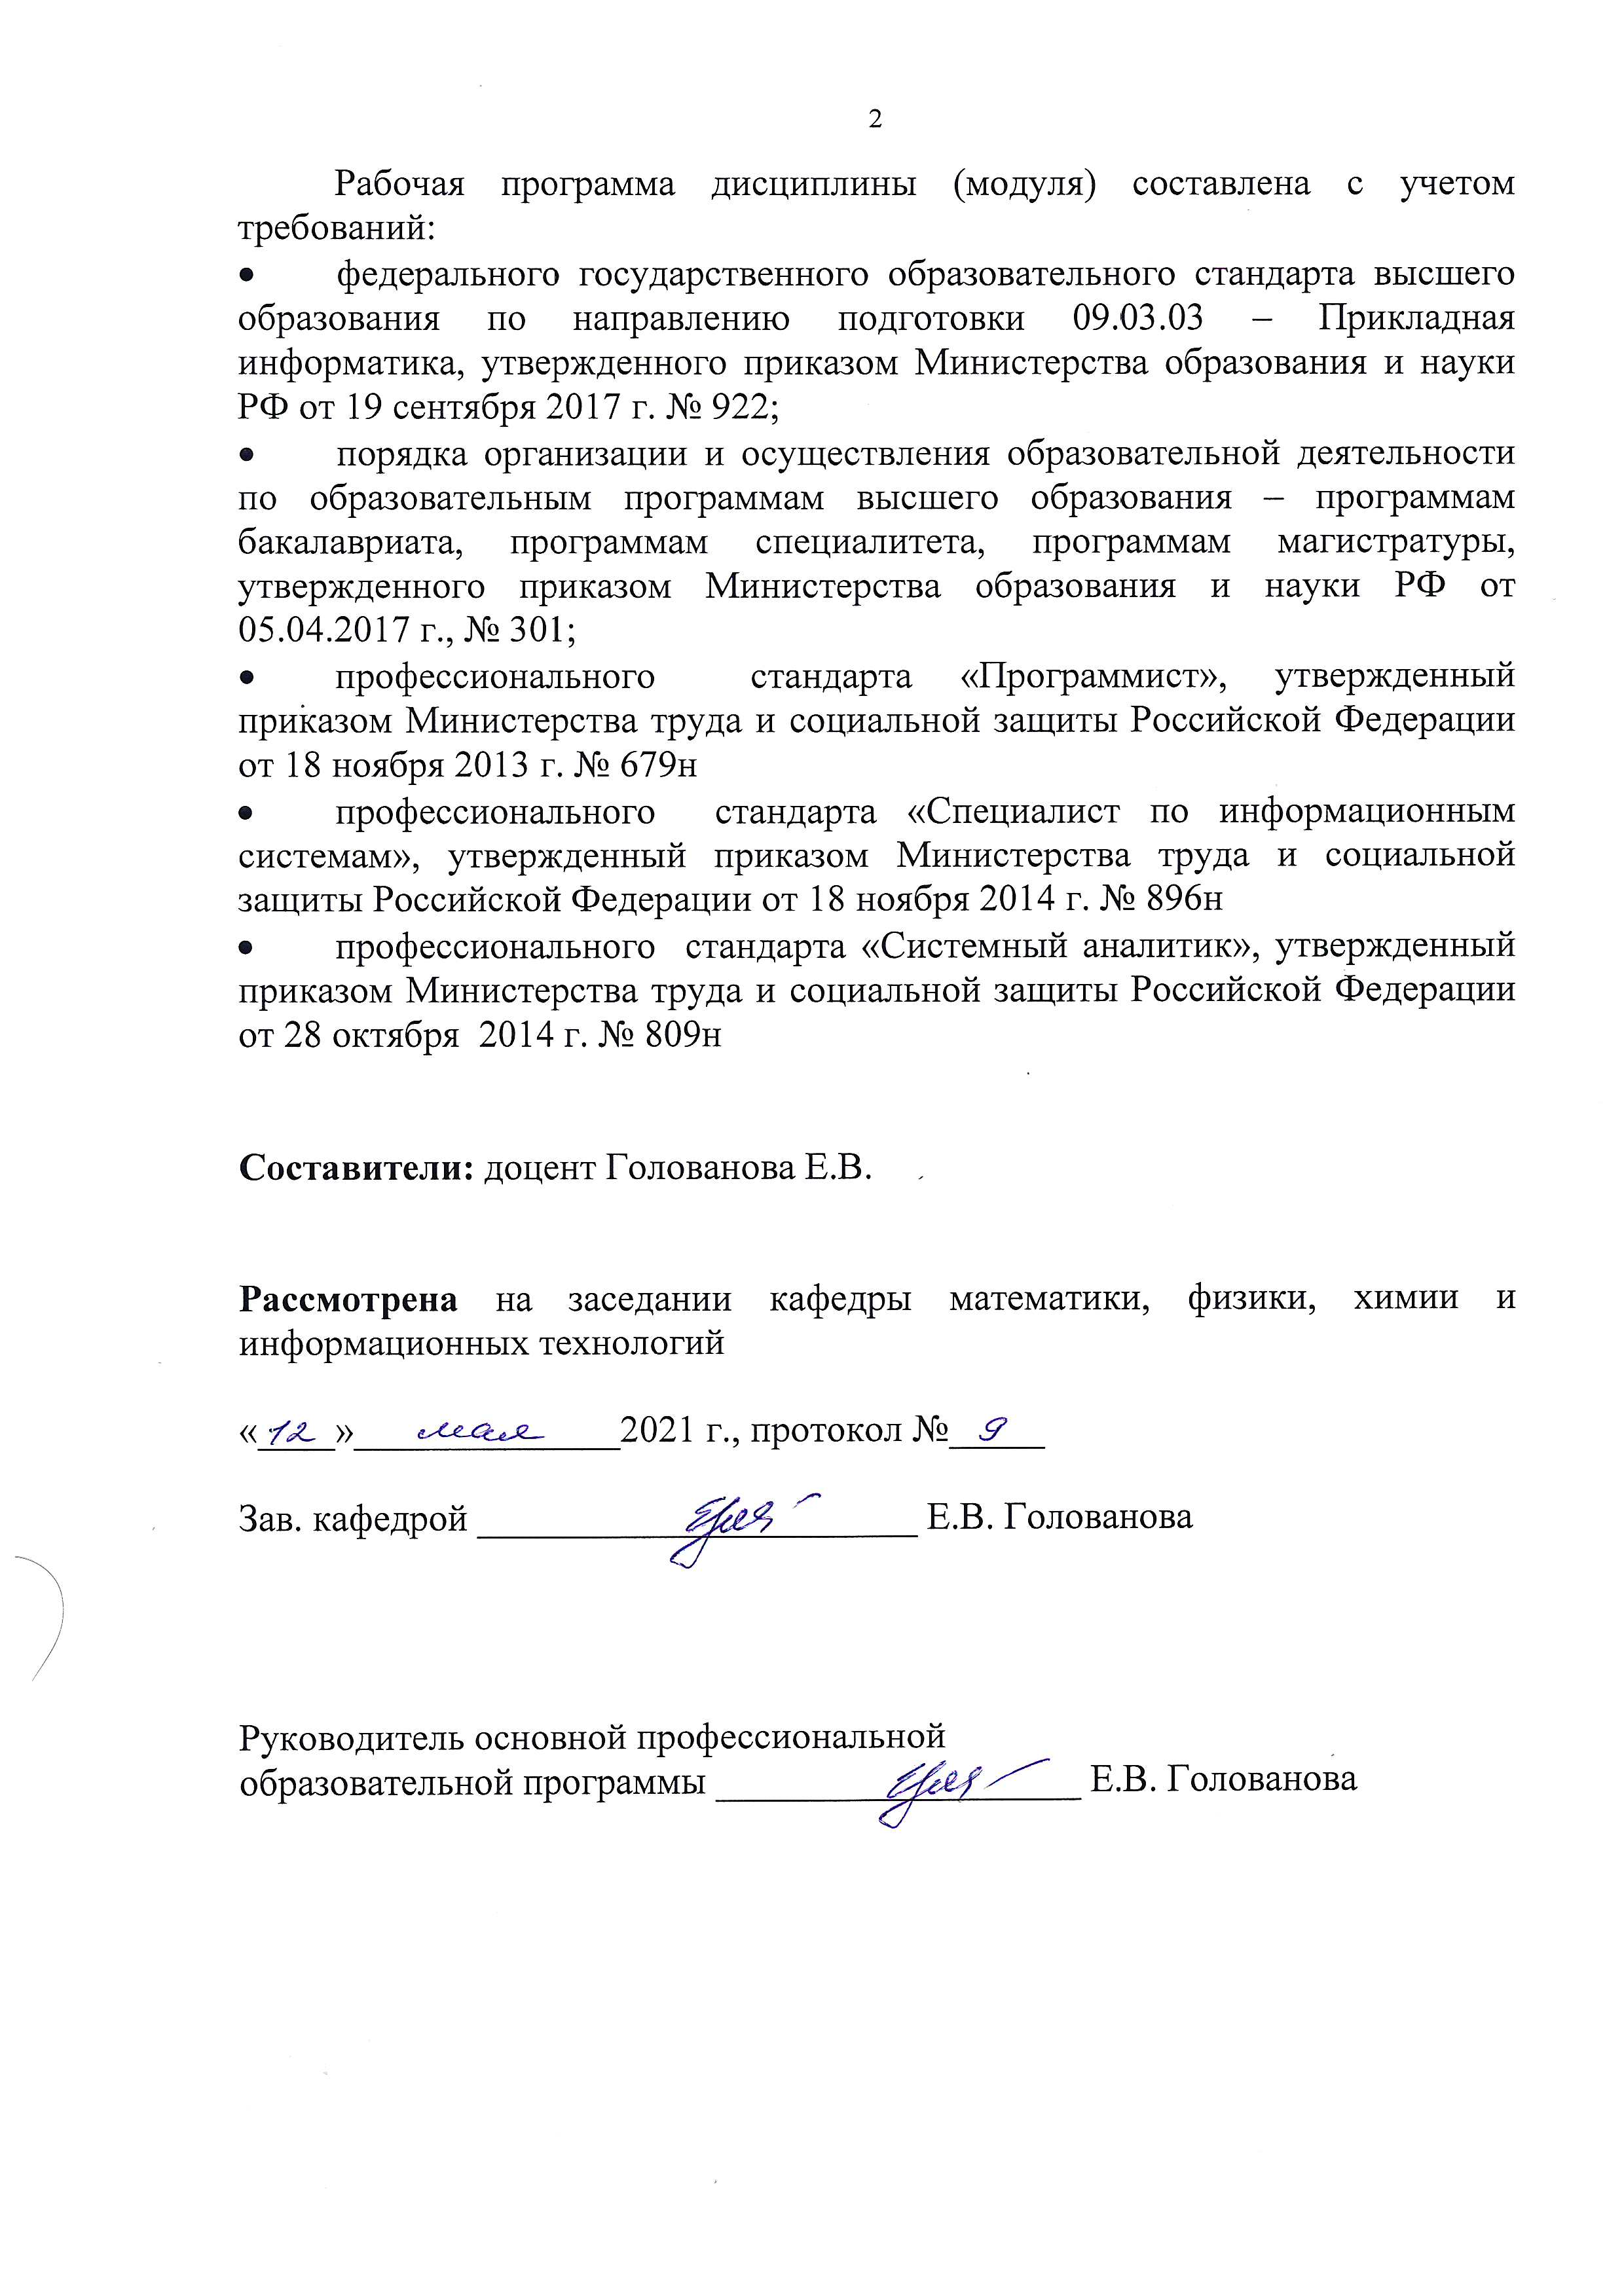 2
Рабочая программа дисциплины (модуля) составлена с учетом
требований:
• федерального государственного образовательного стандарта высшего
образования по направлению подготовки 09.03.03 – Прикладная
информатика, утвержденного приказом Министерства образования и науки
РФ от 19 сентября 2017 г. № 922;
• порядка организации и осуществления образовательной деятельности
по образовательным программам высшего образования – программам
бакалавриата, программам специалитета, программам магистратуры,
утвержденного приказом Министерства образования и науки РФ от
05.04.2017 г., № 301;
• профессионального стандарта «Программист», утвержденный
приказом Министерства труда и социальной защиты Российской Федерации
от 18 ноября 2013 г. № 679н
• профессионального стандарта «Специалист по информационным
системам», утвержденный приказом Министерства труда и социальной
защиты Российской Федерации от 18 ноября 2014 г. № 896н
• профессионального стандарта «Системный аналитик», утвержденный
приказом Министерства труда и социальной защиты Российской Федерации
от 28 октября 2014 г. № 809н
Составители: доцент Голованова Е.В.
Рассмотрена на заседании кафедры математики, физики, химии и
информационных технологий
«12» мая 2021 г., протокол № 9
Зав. кафедрой Е.В. Голованова
Руководитель основной профессиональной
образовательной программы Е.В. Голованова